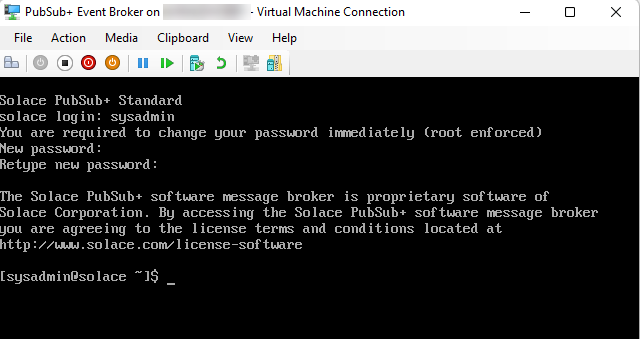 PubSub+ Event Broker on - Virtual Machine Connection
File Action Media Clipboard View Help
Solace PubSub+ Standard
solace login: sysadmin
You are required to change your password immediately (root enforced)
New password:
Retype new password:
The Solace PubSub+ software message broker is proprietary software of
Solace Corporation. By accessing the Solace PubSub+ software message broker
you are agreeing to the license terms and conditions located at
http://www.solace.com/license-software
[sysadmin@solace ~]$ _